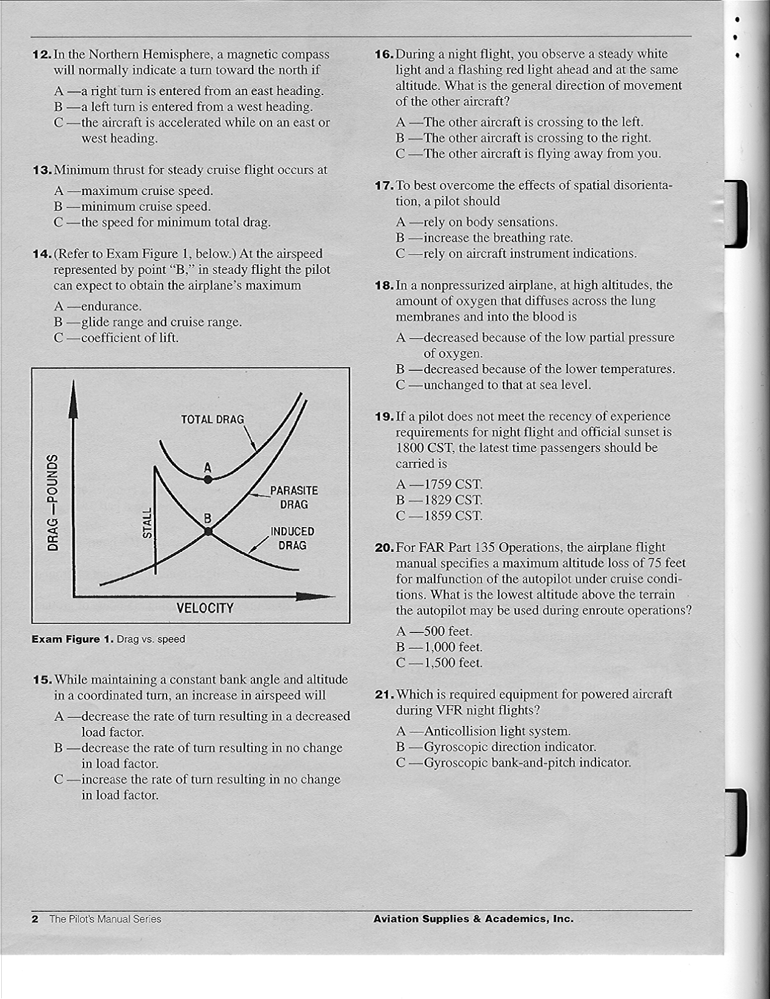 12. In the Northern Hemisphere, a magnetic compass
will normally indicate a turn toward the north if
A —a right turn is entered from an east heading.
B —a left turn is entered from a west heading.
C —the aircraft is accelerated while on an east or
west heading.
13. Minimum thrust for steady cruise flight occurs at
A —maximum cruise speed.
B —minimum cruise speed.
C —the speed for minimum total drag.
14. (Refer to Exam Figure 1, below.) At the airspeed
represented by point “B,” in steady flight the pilot
can expect to obtain the airplane’s maximum
A —endurance.
B —glide range and cruise range.
C —coefficient of lift.
DRAG—POUNDS
TOTAL DRAG
A
PARASITE
DRAG
STALL
B
INDUCED
DRAG
VELOCITY
Exam Figure 1. Drag vs. speed
15. While maintaining a constant bank angle and altitude
in a coordinated turn, an increase in airspeed will
A —decrease the rate of turn resulting in a decreased
load factor.
B —decrease the rate of turn resulting in no change
in load factor.
C —increase the rate of turn resulting in no change
in load factor.
16. During a night flight, you observe a steady white
light and a flashing red light ahead and at the same
altitude. What is the general direction of movement
of the other aircraft?
A —The other aircraft is crossing to the left.
B —The other aircraft is crossing to the right.
C —The other aircraft is flying away from you.
17. To best overcome the effects of spatial disorienta-
tion, a pilot should
A —rely on body sensations.
B —increase the breathing rate.
C —rely on aircraft instrument indications.
18. In a nonpressurized airplane, at high altitudes, the
amount of oxygen that diffuses across the lung
membranes and into the blood is
A —decreased because of the low partial pressure
of oxygen.
B —decreased because of the lower temperatures.
C —unchanged to that at sea level.
19. If a pilot does not meet the recency of experience
requirements for night flight and official sunset is
1800 CST, the latest time passengers should be
carried is
A —1759 CST.
B —1829 CST.
C —1859 CST.
20. For FAR Part 135 Operations, the airplane flight
manual specifies a maximum altitude loss of 75 feet
for malfunction of the autopilot under cruise condi-
tions. What is the lowest altitude above the terrain
the autopilot may be used during enroute operations?
A —500 feet.
B —1,000 feet.
C —1,500 feet.
21. Which is required equipment for powered aircraft
during VFR night flights?
A —Anticollision light system.
B —Gyroscopic direction indicator.
C —Gyroscopic bank-and-pitch indicator.
2 The Pilot’s Manual Series
Aviation Supplies & Academics, Inc.